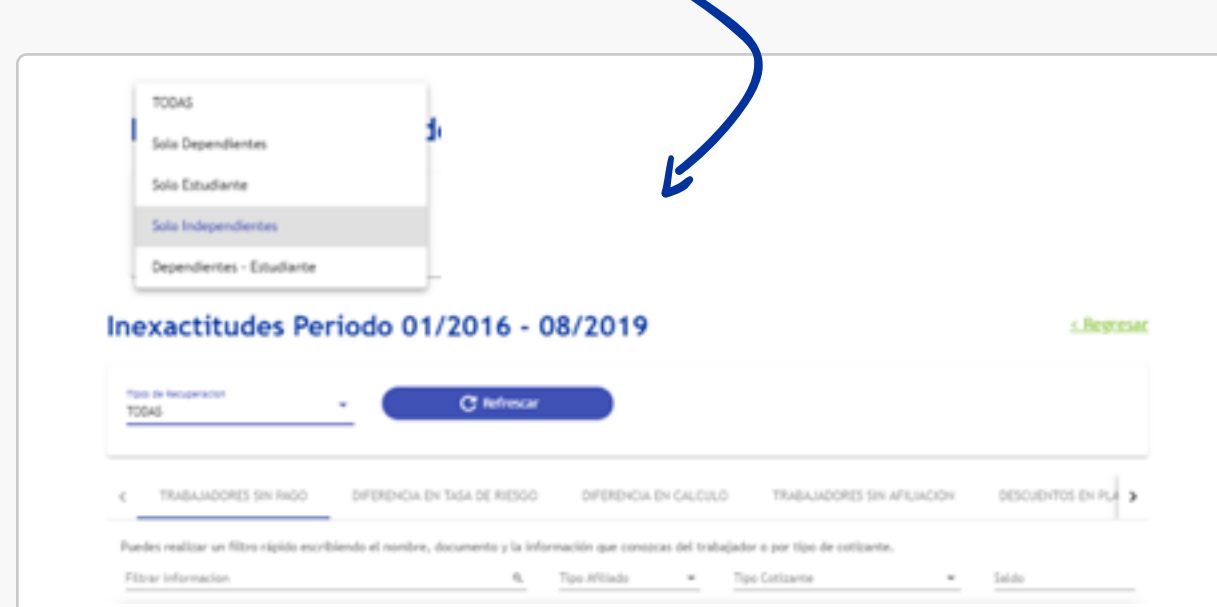 TODAS
Solo Dependientes
Solo Estudiante
Solo Independientes
Dependientes - Estudiante
Inexactitudes Periodo 01/2016 - 08/2019
< Regresar
Tipos de Recuperacion
TODAS
Refrescar
TRABAJADORES SIN PAGO DIFERENCIA EN TASA DE RIESGO DIFERENCIA EN CALCULO TRABAJADORES SIN AFILIACION DESCUENTOS EN
Puedes realizar un filtro rápido escribiendo el nombre, documento y la información que conozcas del trabajador o por tipo de cotizante.
Filtrar informacion Tipo Afiliado Tipo Cotizante Saldo